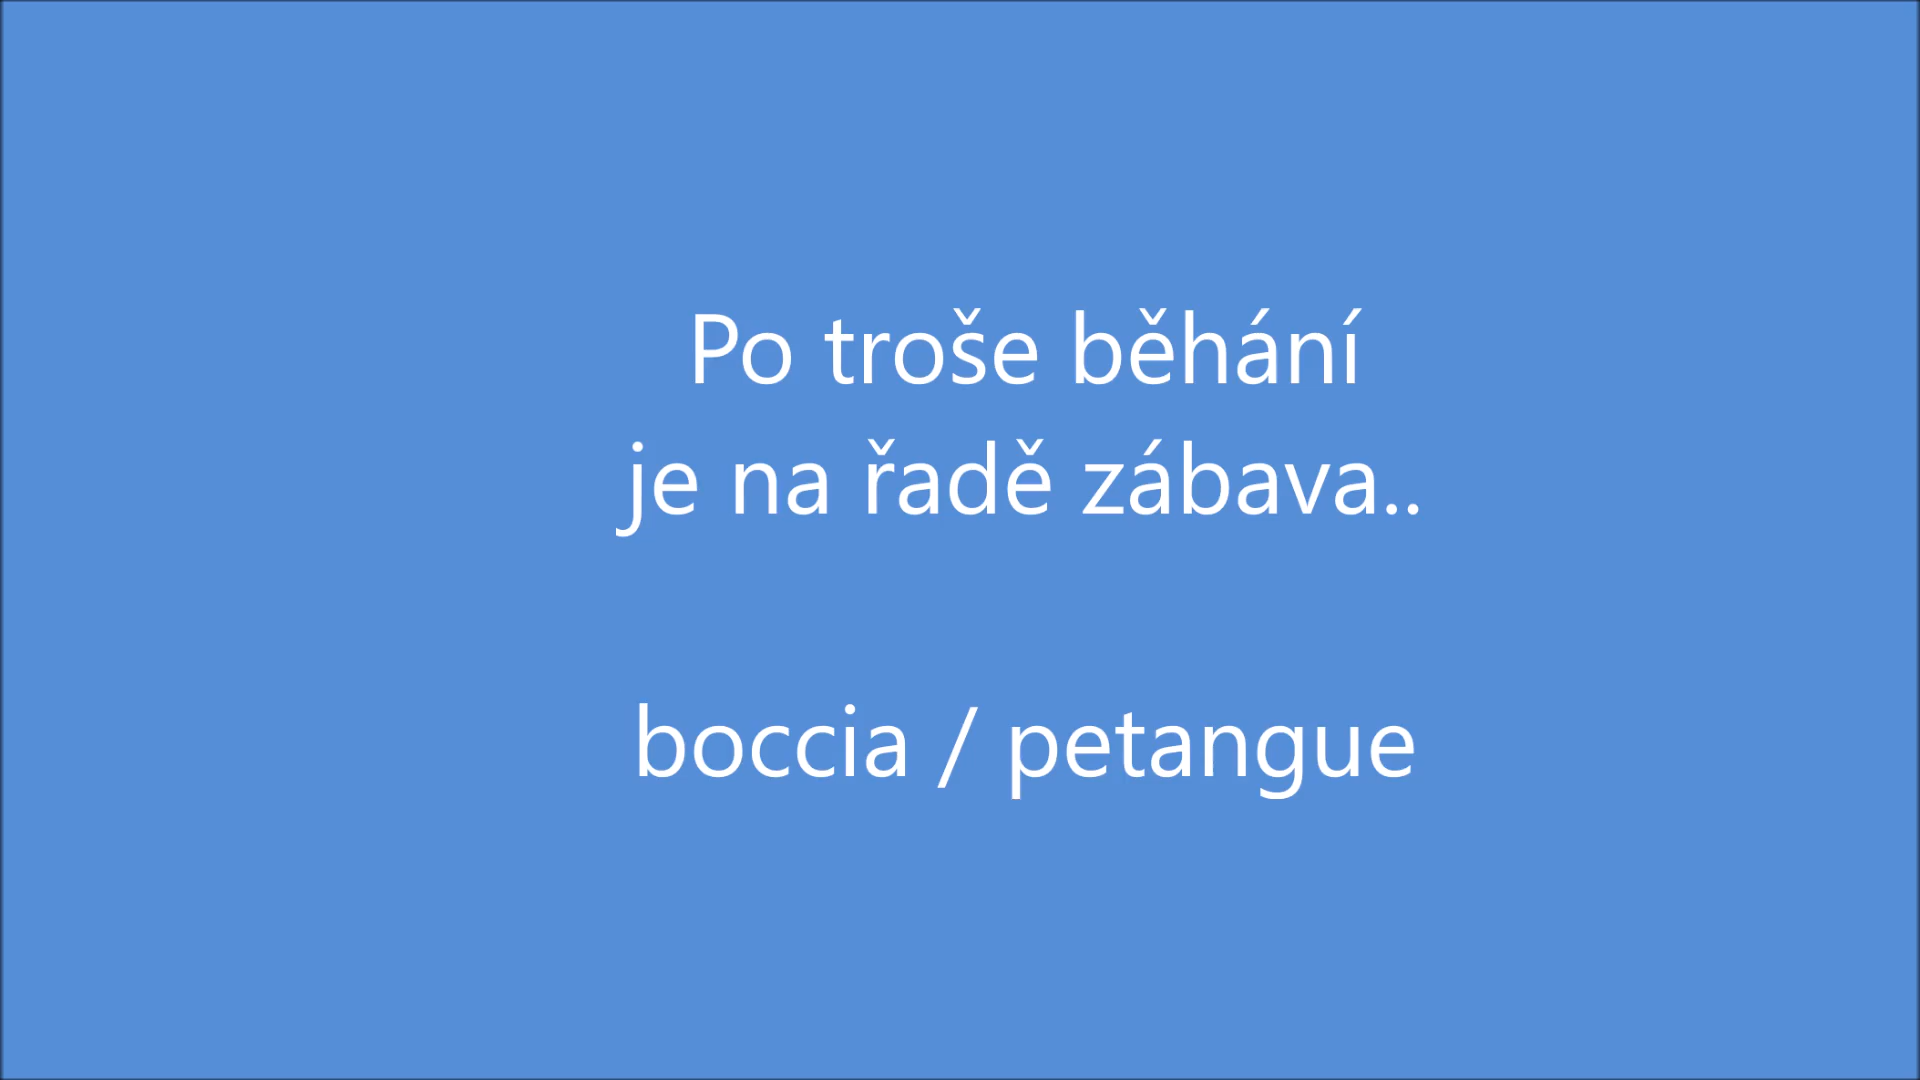 Po troše běhání
je na řadě zábava..
boccia / petangue